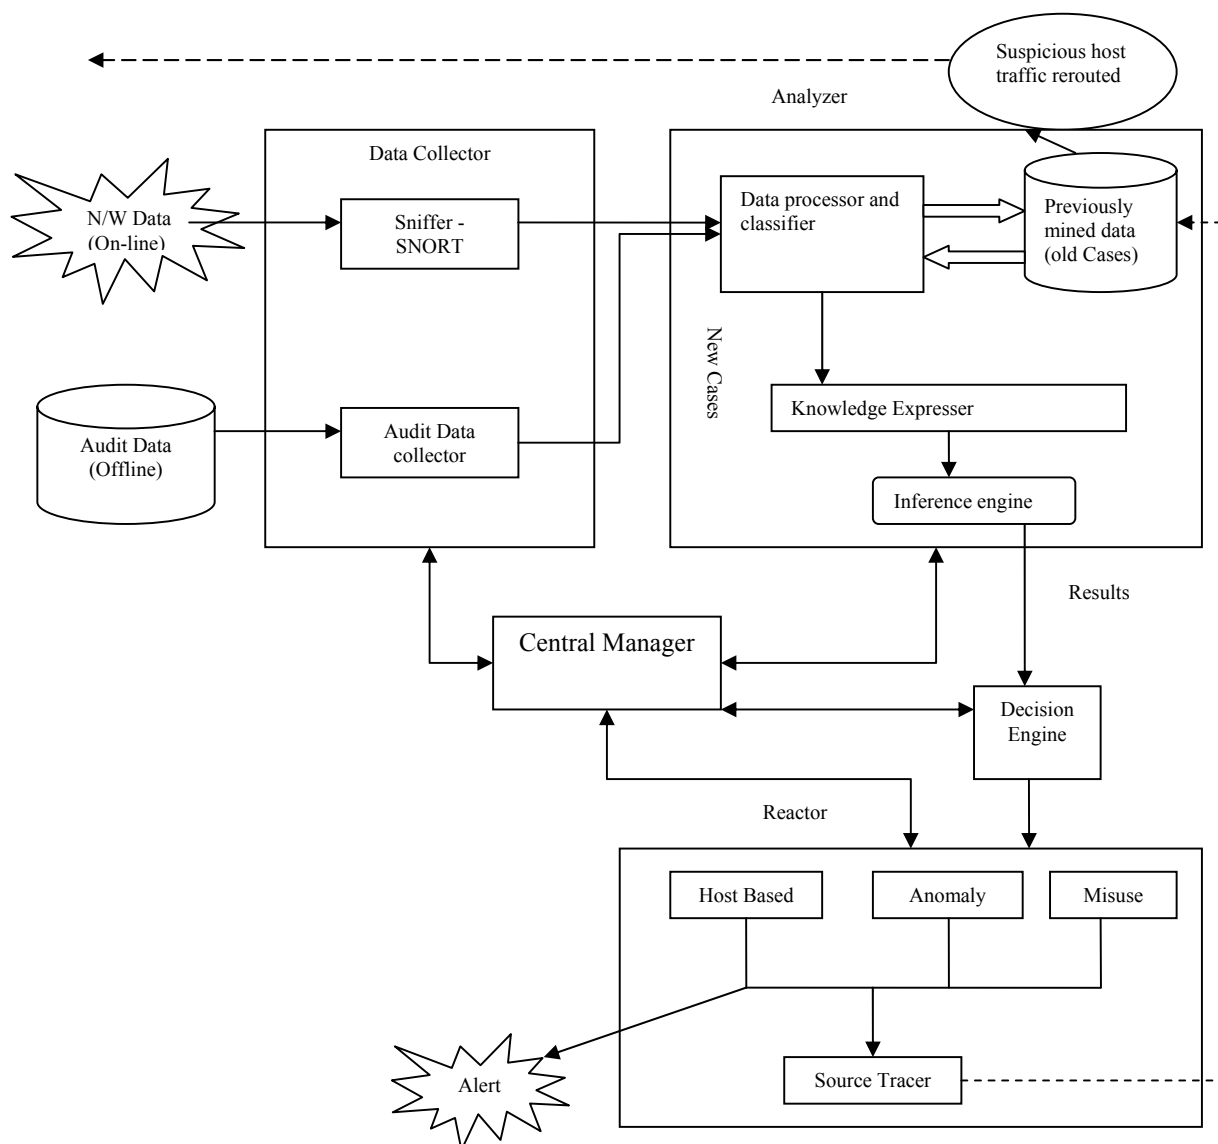 Suspicious host
traffic rerouted
Analyzer
Data Collector
N/W Data
(On-line)
Sniffer -
SNORT
Data processor and
classifier
Previously
mined data
(old Cases)
New Cases
Audit Data
(Offline)
Audit Data
collector
Knowledge Expresser
Inference engine
Results
Central Manager
Decision
Engine
Reactor
Host Based
Anomaly
Misuse
Alert
Source Tracer